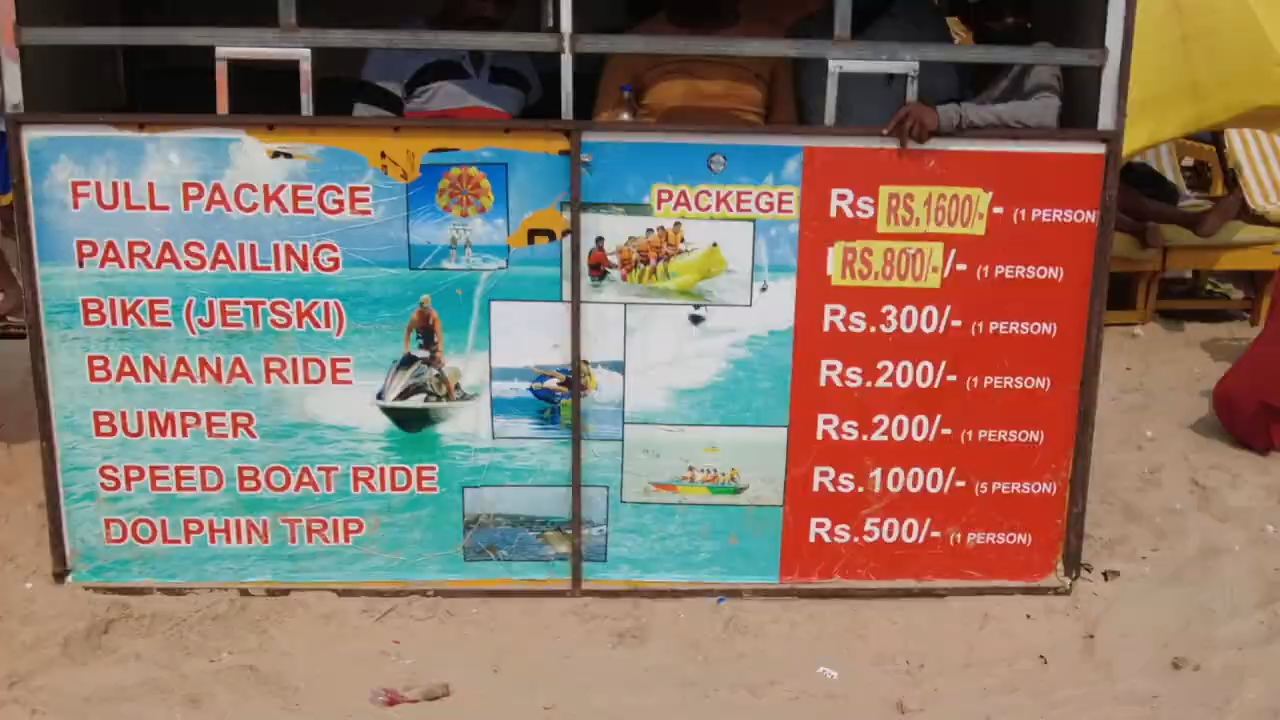 FULL PACKEGE PACKEGE Rs RS.1600/- - (1 PERSON
PARASAILING RS.800/- /- (1 PERSON)
BIKE (JETSKI) Rs.300/- (1 PERSON)
BANANA RIDE Rs.200/- (1 PERSON)
BUMPER Rs.200/- (1 PERSON)
SPEED BOAT RIDE Rs.1000/- (5 PERSON)
DOLPHIN TRIP Rs.500/- (1 PERSON)